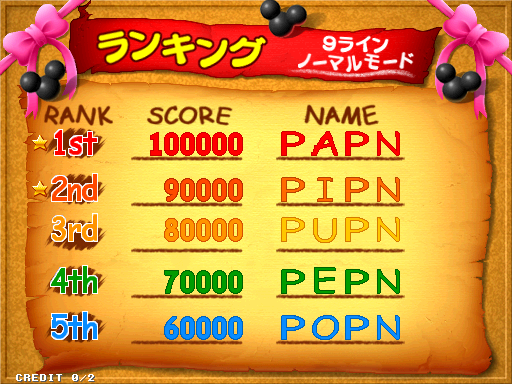 ランキング
9ライン
ノーマルモード
RANK SCORE NAME
1st 100000 PAPN
2nd 90000 PIPN
3rd 80000 PUPN
4th 70000 PEPN
5th 60000 POPN
CREDIT 0/2